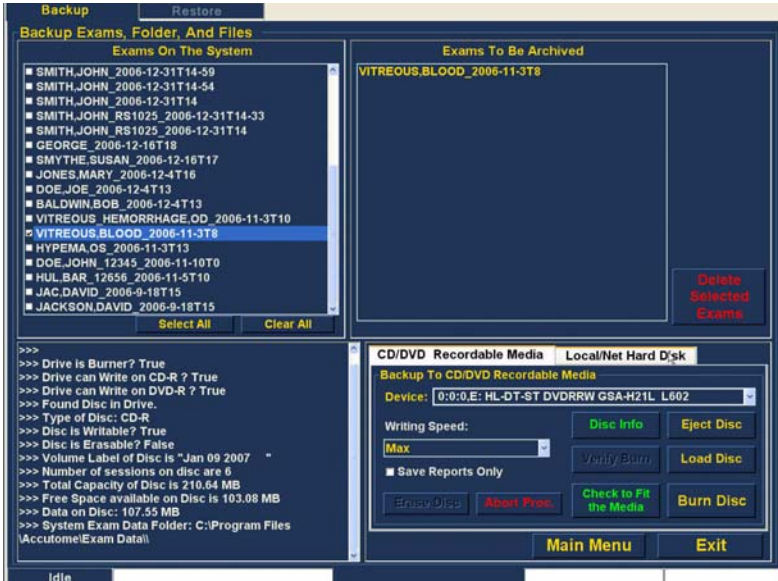 Backup
Restore
Backup Exams, Folder, And Files
Exams On The System
SMITH,JOHN_2006-12-31T14-59
SMITH,JOHN_2006-12-31T14-54
SMITH,JOHN_2006-12-31T14
SMITH,JOHN_RS1025_2006-12-31T14-33
SMITH,JOHN_RS1025_2006-12-31T14
GEORGE_2006-12-16T18
SMYTHE,SUSAN_2006-12-16T17
JONES,MARY_2006-12-4T16
DOE,JOE_2006-12-4T13
BALDWIN,BOB_2006-12-4T13
VITREOUS_HEMORRHAGE,OD_2006-11-3T10
VITREOUS,BLOOD_2006-11-3T8
HYPEMA,OS_2006-11-3T13
DOE,JOHN_12345_2006-11-10T0
HUL,BAR_12656_2006-11-5T10
JAC,DAVID_2006-9-18T15
JACKSON,DAVID_2006-9-18T15
Select All
Clear All
Exams To Be Archived
VITREOUS,BLOOD_2006-11-3T8
Delete
Selected
Exams
>>>
>>> Drive is Burner? True
>>> Drive can Write on CD-R ? True
>>> Drive can Write on DVD-R ? True
>>> Found Disc in Drive.
>>> Type of Disc: CD-R
>>> Disc is Writable? True
>>> Disc is Erasable? False
>>> Volume Label of Disc is "Jan 09 2007 "
>>> Number of sessions on disc are 6
>>> Total Capacity of Disc is 210.64 MB
>>> Free Space available on Disc is 103.08 MB
>>> Data on Disc: 107.55 MB
>>> System Exam Data Folder: C:\Program Files
\Accutome\Exam Data\\
CD/DVD Recordable Media
Local/Net Hard Disk
Backup To CD/DVD Recordable Media
Device: 0:0:0,E: HL-DT-ST DVDRRW GSA-H21L L602
Writing Speed:
Max
Save Reports Only
Disc Info
Eject Disc
Verify Burn
Load Disc
Erase Disc
Abort Proc.
Check to Fit
the Media
Burn Disc
Main Menu
Exit
Idle